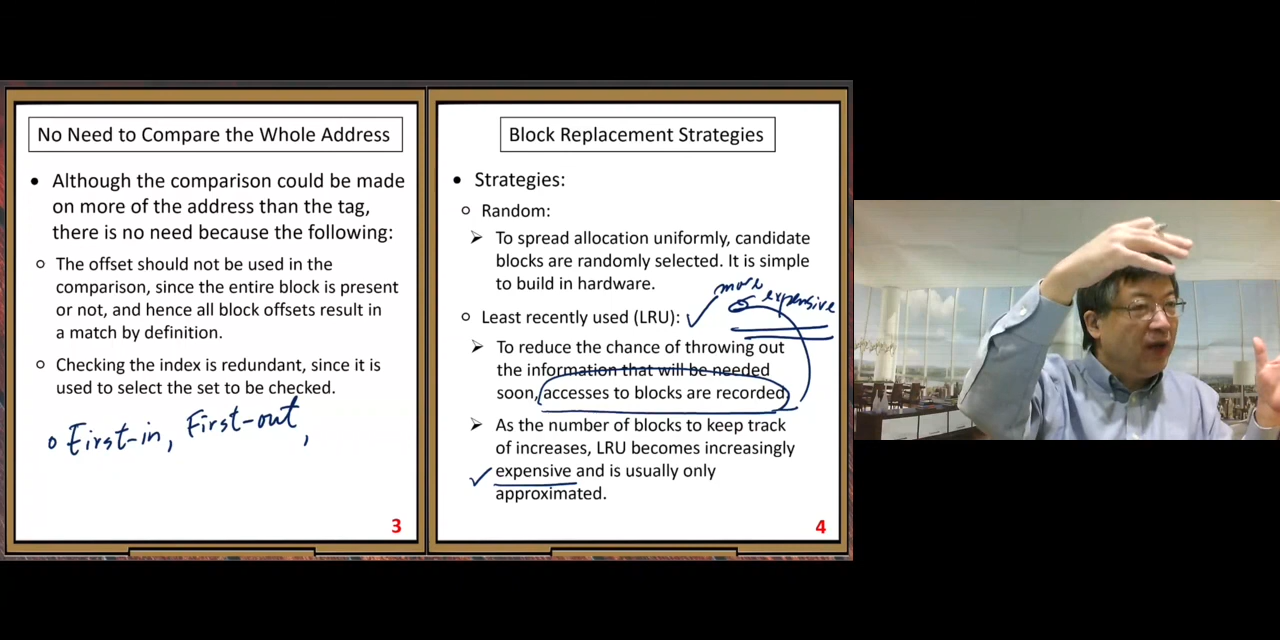 No Need to Compare the Whole Address
• Although the comparison could be made
on more of the address than the tag,
there is no need because the following:
o The offset should not be used in the
comparison, since the entire block is present
or not, and hence all block offsets result in
a match by definition.
o Checking the index is redundant, since it is
used to select the set to be checked.
o First-in, First-out,
3
Block Replacement Strategies
• Strategies:
o Random:
➢ To spread allocation uniformly, candidate
blocks are randomly selected. It is simple
to build in hardware.
more
expensive
o Least recently used (LRU): ✓
➢ To reduce the chance of throwing out
the information that will be needed
soon, accesses to blocks are recorded.
➢ As the number of blocks to keep track
of increases, LRU becomes increasingly
✓ expensive and is usually only
approximated.
4